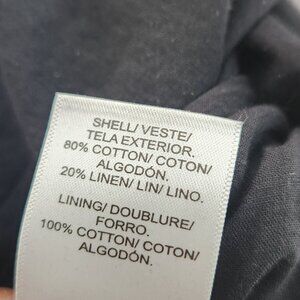 SHELL/ VESTE/
TELA EXTERIOR.
80% COTTON/ COTON/
ALGODÓN.
20% LINEN/ LIN/ LINO.
LINING/ DOUBLURE/
FORRO.
100% COTTON/ COTON/
ALGODÓN.